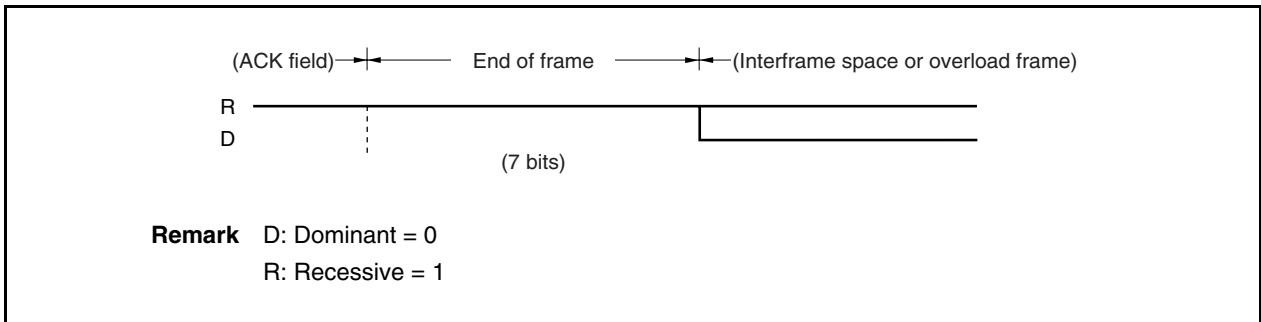 (ACK field) End of frame (Interframe space or overload frame)
R
D
(7 bits)
Remark D: Dominant = 0
R: Recessive = 1